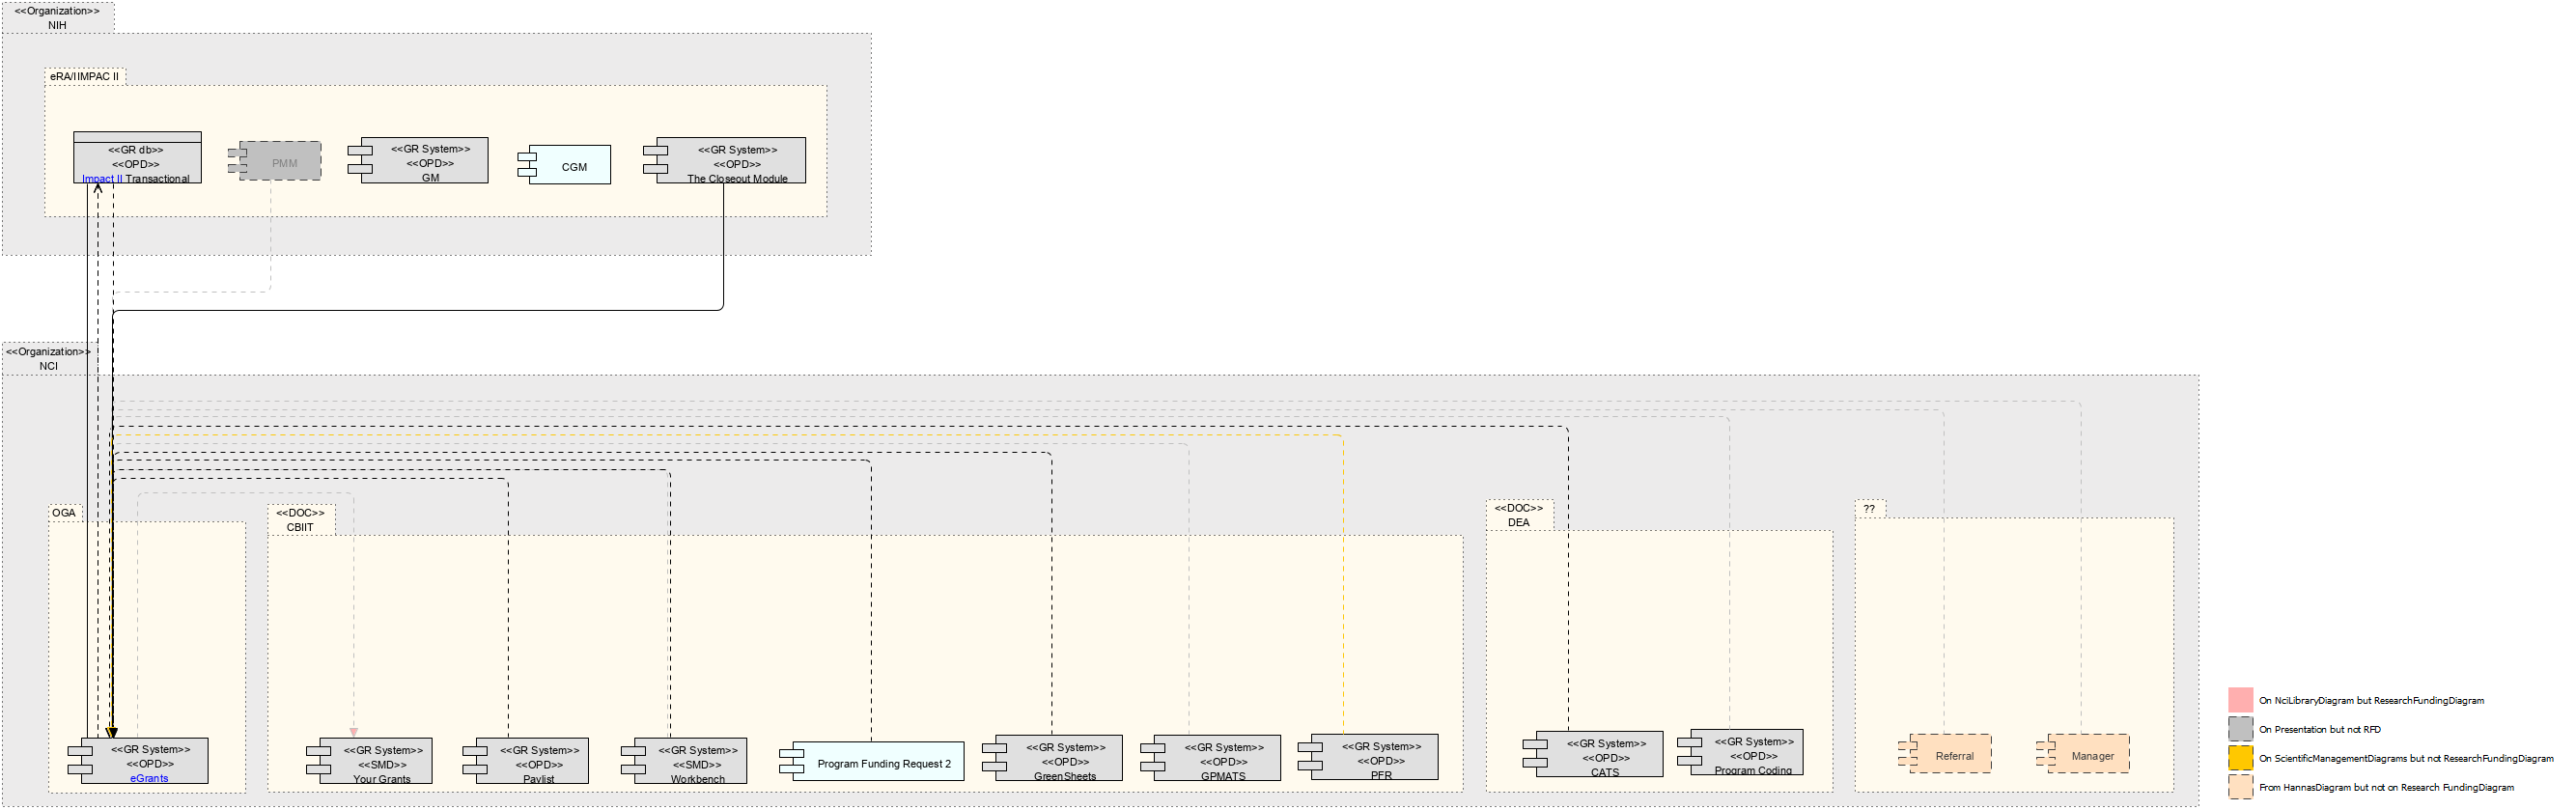 <<Organization>>
NIH
eRA/IIMPAC II
<<GR db>>
<<OPD>>
Impact II Transactional
PMM
<<GR System>>
<<OPD>>
GM
CGM
<<GR System>>
<<OPD>>
The Closeout Module
<<Organization>>
NCI
OGA
<<GR System>>
<<OPD>>
eGrants
<<DOC>>
CBIIT
<<GR System>>
<<SMD>>
Your Grants
<<GR System>>
<<OPD>>
Paylist
<<GR System>>
<<SMD>>
Workbench
Program Funding Request 2
<<GR System>>
<<OPD>>
GreenSheets
<<GR System>>
<<OPD>>
GPMATS
<<GR System>>
<<OPD>>
PFR
<<DOC>>
DEA
<<GR System>>
<<OPD>>
CATS
<<GR System>>
<<OPD>>
Program Coding
??
Referral
Manager
On NciLibraryDiagram but ResearchFundingDiagram
On Presentation but not RFD
On ScientificManagementDiagrams but not ResearchFundingDiagram
From HannasDiagram but not on Research FundingDiagram